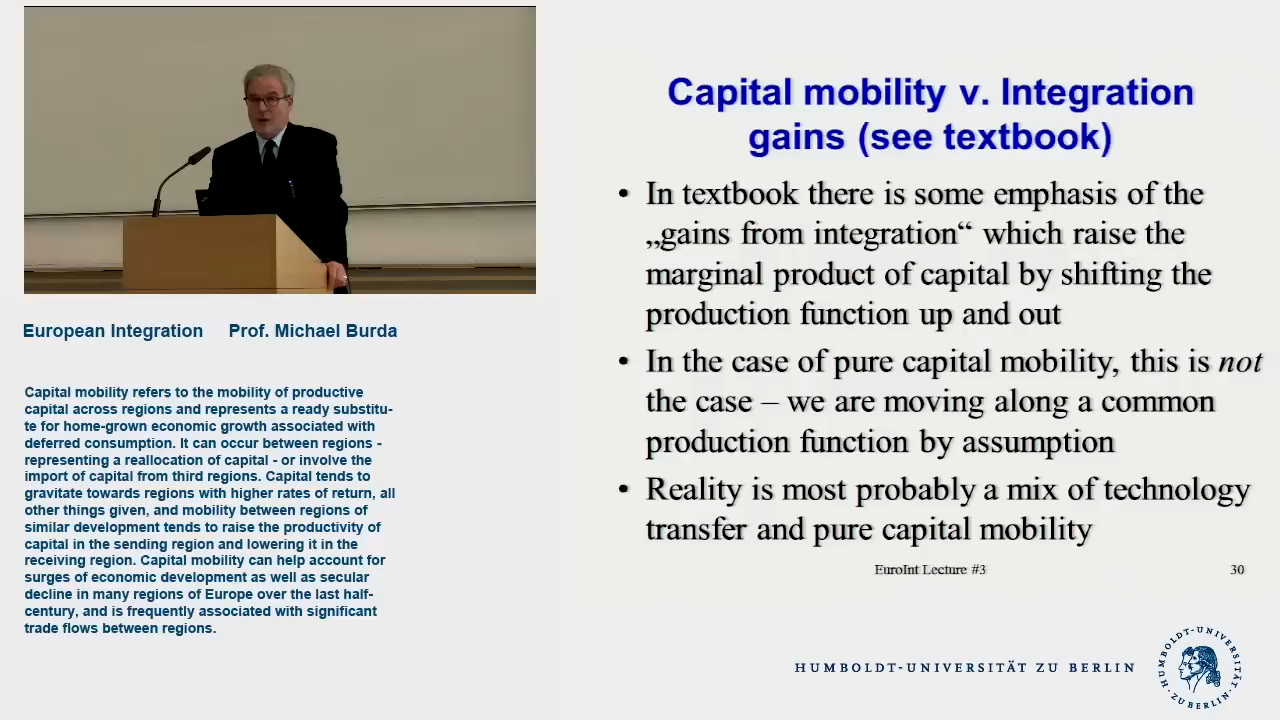 European Integration Prof. Michael Burda
Capital mobility refers to the mobility of productive
capital across regions and represents a ready substitu-
te for home-grown economic growth associated with
deferred consumption. It can occur between regions -
representing a reallocation of capital - or involve the
import of capital from third regions. Capital tends to
gravitate towards regions with higher rates of return, all
other things given, and mobility between regions of
similar development tends to raise the productivity of
capital in the sending region and lowering it in the
receiving region. Capital mobility can help account for
surges of economic development as well as secular
decline in many regions of Europe over the last half-
century, and is frequently associated with significant
trade flows between regions.
Capital mobility v. Integration
gains (see textbook)
• In textbook there is some emphasis of the
„gains from integration“ which raise the
marginal product of capital by shifting the
production function up and out
• In the case of pure capital mobility, this is not
the case – we are moving along a common
production function by assumption
• Reality is most probably a mix of technology
transfer and pure capital mobility
EuroInt Lecture #3 30
HUMBOLDT-UNIVERSITÄT ZU BERLIN
HUMBOLDT-UNIVERSITÄT · ZU BERLIN ·